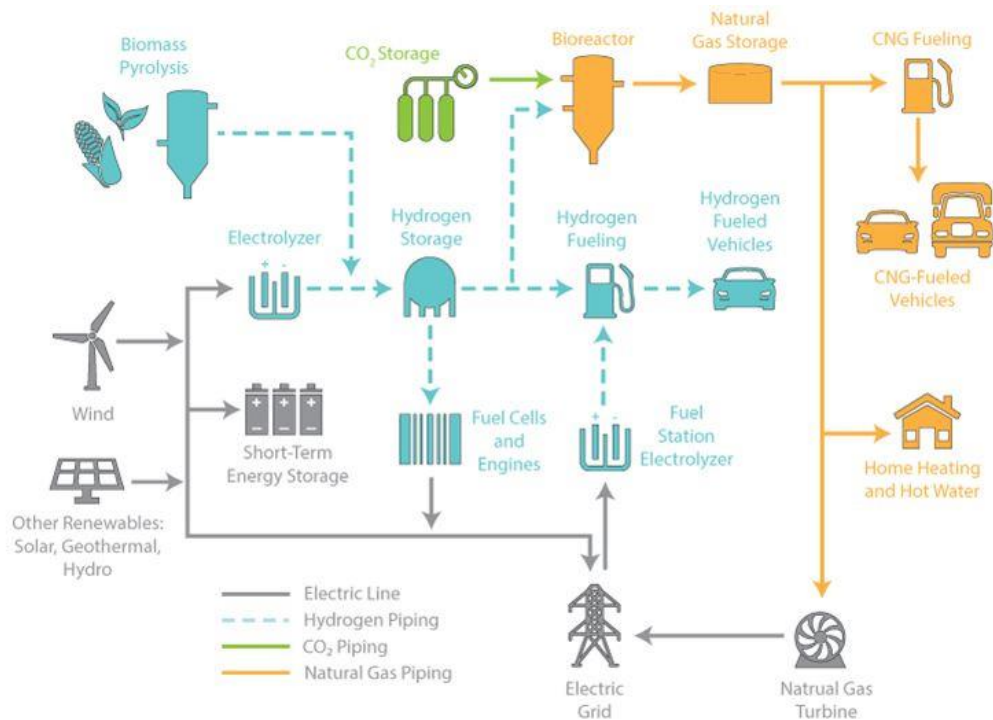 Biomass
Pyrolysis
CO₂ Storage
Bioreactor
Natural
Gas Storage
CNG Fueling
Electrolyzer
+ -
Hydrogen
Storage
Hydrogen
Fueling
Hydrogen
Fueled
Vehicles
CNG-Fueled
Vehicles
Wind
+ + +
- - -
Short-Term
Energy Storage
Fuel Cells
and
Engines
+ -
Fuel
Station
Electrolyzer
Home Heating
and Hot Water
Other Renewables:
Solar, Geothermal,
Hydro
Electric Line
Hydrogen Piping
CO₂ Piping
Natural Gas Piping
Electric
Grid
Natrual Gas
Turbine